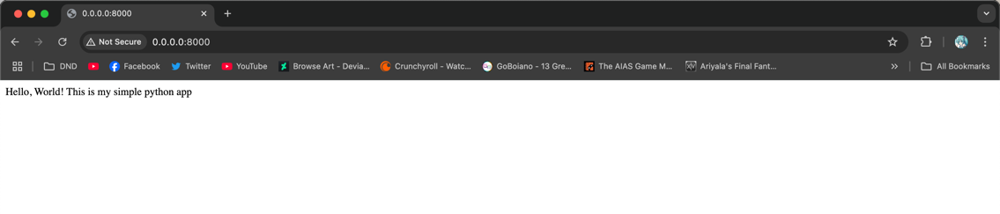 0.0.0.0:8000
Not Secure 0.0.0.0:8000
DND Facebook Twitter YouTube Browse Art - Devia... Crunchyroll - Watc... GoBoiano - 13 Gre... The AIAS Game M... XIV Ariyala's Final Fant... » All Bookmarks
Hello, World! This is my simple python app